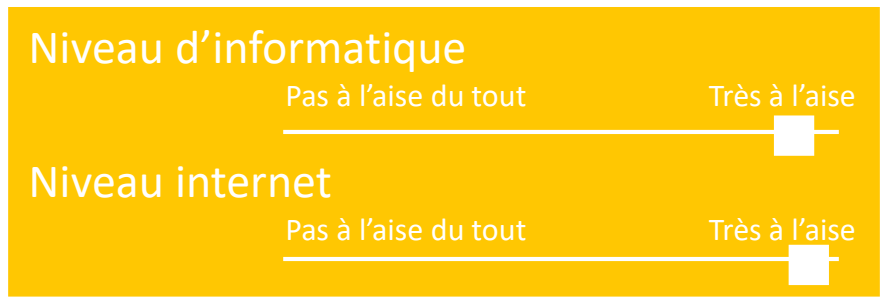 Niveau d’informatique
Pas à l’aise du tout Très à l’aise
Niveau internet
Pas à l’aise du tout Très à l’aise